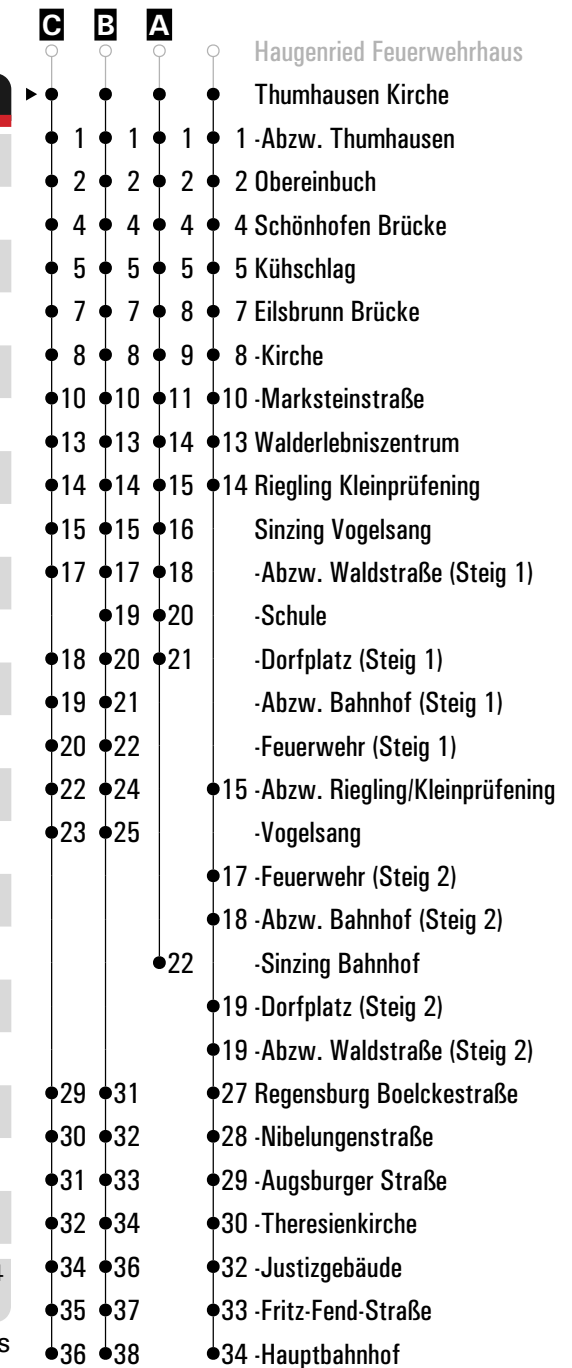 C B A
Haugenried Feuerwehrhaus
Thumhausen Kirche
1 1 1 1 -Abzw. Thumhausen
2 2 2 2 Obereinbuch
4 4 4 4 Schönhofen Brücke
5 5 5 5 Kühschlag
7 7 8 7 Eilsbrunn Brücke
8 8 9 8 -Kirche
10 10 11 10 -Marksteinstraße
13 13 14 13 Walderlebniszentrum
14 14 15 14 Riegling Kleinprüfening
15 15 16 Sinzing Vogelsang
17 17 18 -Abzw. Waldstraße (Steig 1)
19 20 -Schule
18 20 21 -Dorfplatz (Steig 1)
19 21 -Abzw. Bahnhof (Steig 1)
20 22 -Feuerwehr (Steig 1)
22 24 15 -Abzw. Riegling/Kleinprüfening
23 25 -Vogelsang
17 -Feuerwehr (Steig 2)
18 -Abzw. Bahnhof (Steig 2)
22 -Sinzing Bahnhof
19 -Dorfplatz (Steig 2)
19 -Abzw. Waldstraße (Steig 2)
29 31 27 Regensburg Boelckestraße
30 32 28 -Nibelungenstraße
31 33 29 -Augsburger Straße
32 34 30 -Theresienkirche
34 36 32 -Justizgebäude
35 37 33 -Fritz-Fend-Straße
s 36 38 34 -Hauptbahnhof